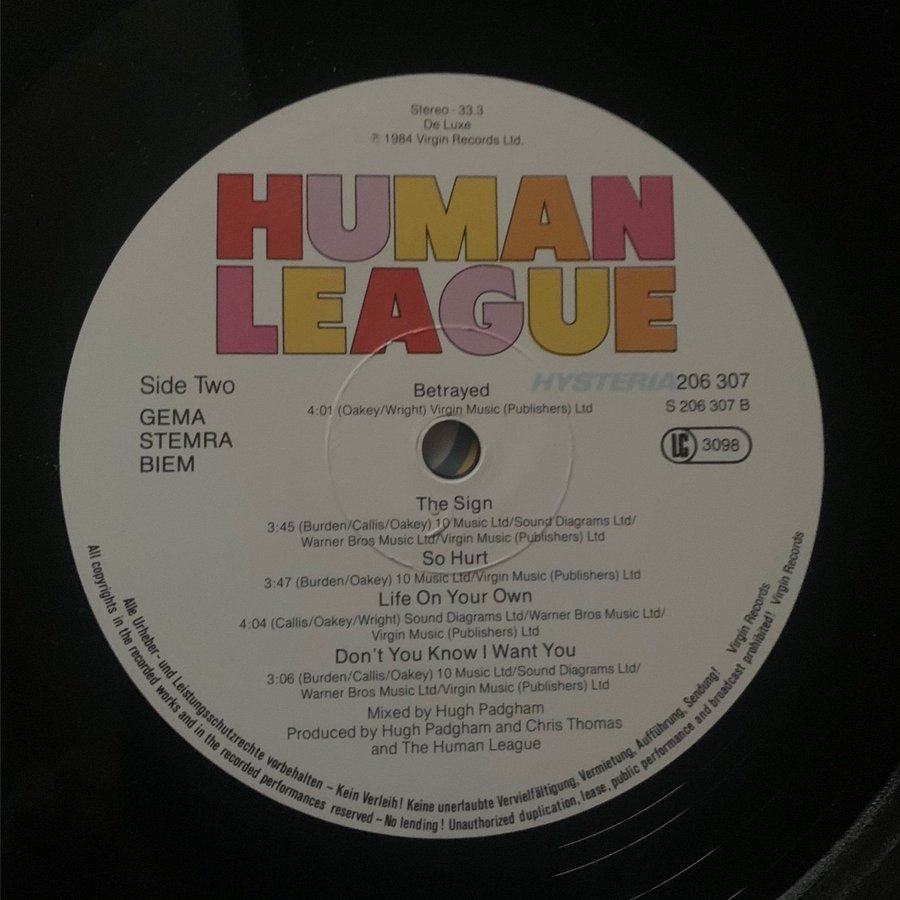 Stereo · 33.3
De Luxe
℗ 1984 Virgin Records Ltd.
HUMAN
LEAGUE
HYSTERIA
Side Two
GEMA
STEMRA
BIEM
206 307
S 206 307 B
LC 3098
Betrayed
4:01 (Oakey/Wright) Virgin Music (Publishers) Ltd
The Sign
3:45 (Burden/Callis/Oakey) 10 Music Ltd/Sound Diagrams Ltd/
Warner Bros Music Ltd/Virgin Music (Publishers) Ltd
So Hurt
3:47 (Burden/Oakey) 10 Music Ltd/Virgin Music (Publishers) Ltd
Life On Your Own
4:04 (Callis/Oakey/Wright) Sound Diagrams Ltd/Warner Bros Music Ltd/
Virgin Music (Publishers) Ltd
Don't You Know I Want You
3:06 (Burden/Callis/Oakey) 10 Music Ltd/Sound Diagrams Ltd/
Warner Bros Music Ltd/Virgin Music (Publishers) Ltd
Mixed by Hugh Padgham
Produced by Hugh Padgham and Chris Thomas
and The Human League
Alle Urheber- und Leistungsschutzrechte vorbehalten – Kein Verleih! Keine unerlaubte Vervielfältigung, Vermietung, Aufführung, Sendung! Virgin Records
All copyrights in the recorded works and in the recorded performances reserved – No lending! Unauthorized duplication, lease, public performance and broadcast prohibited! Virgin Records